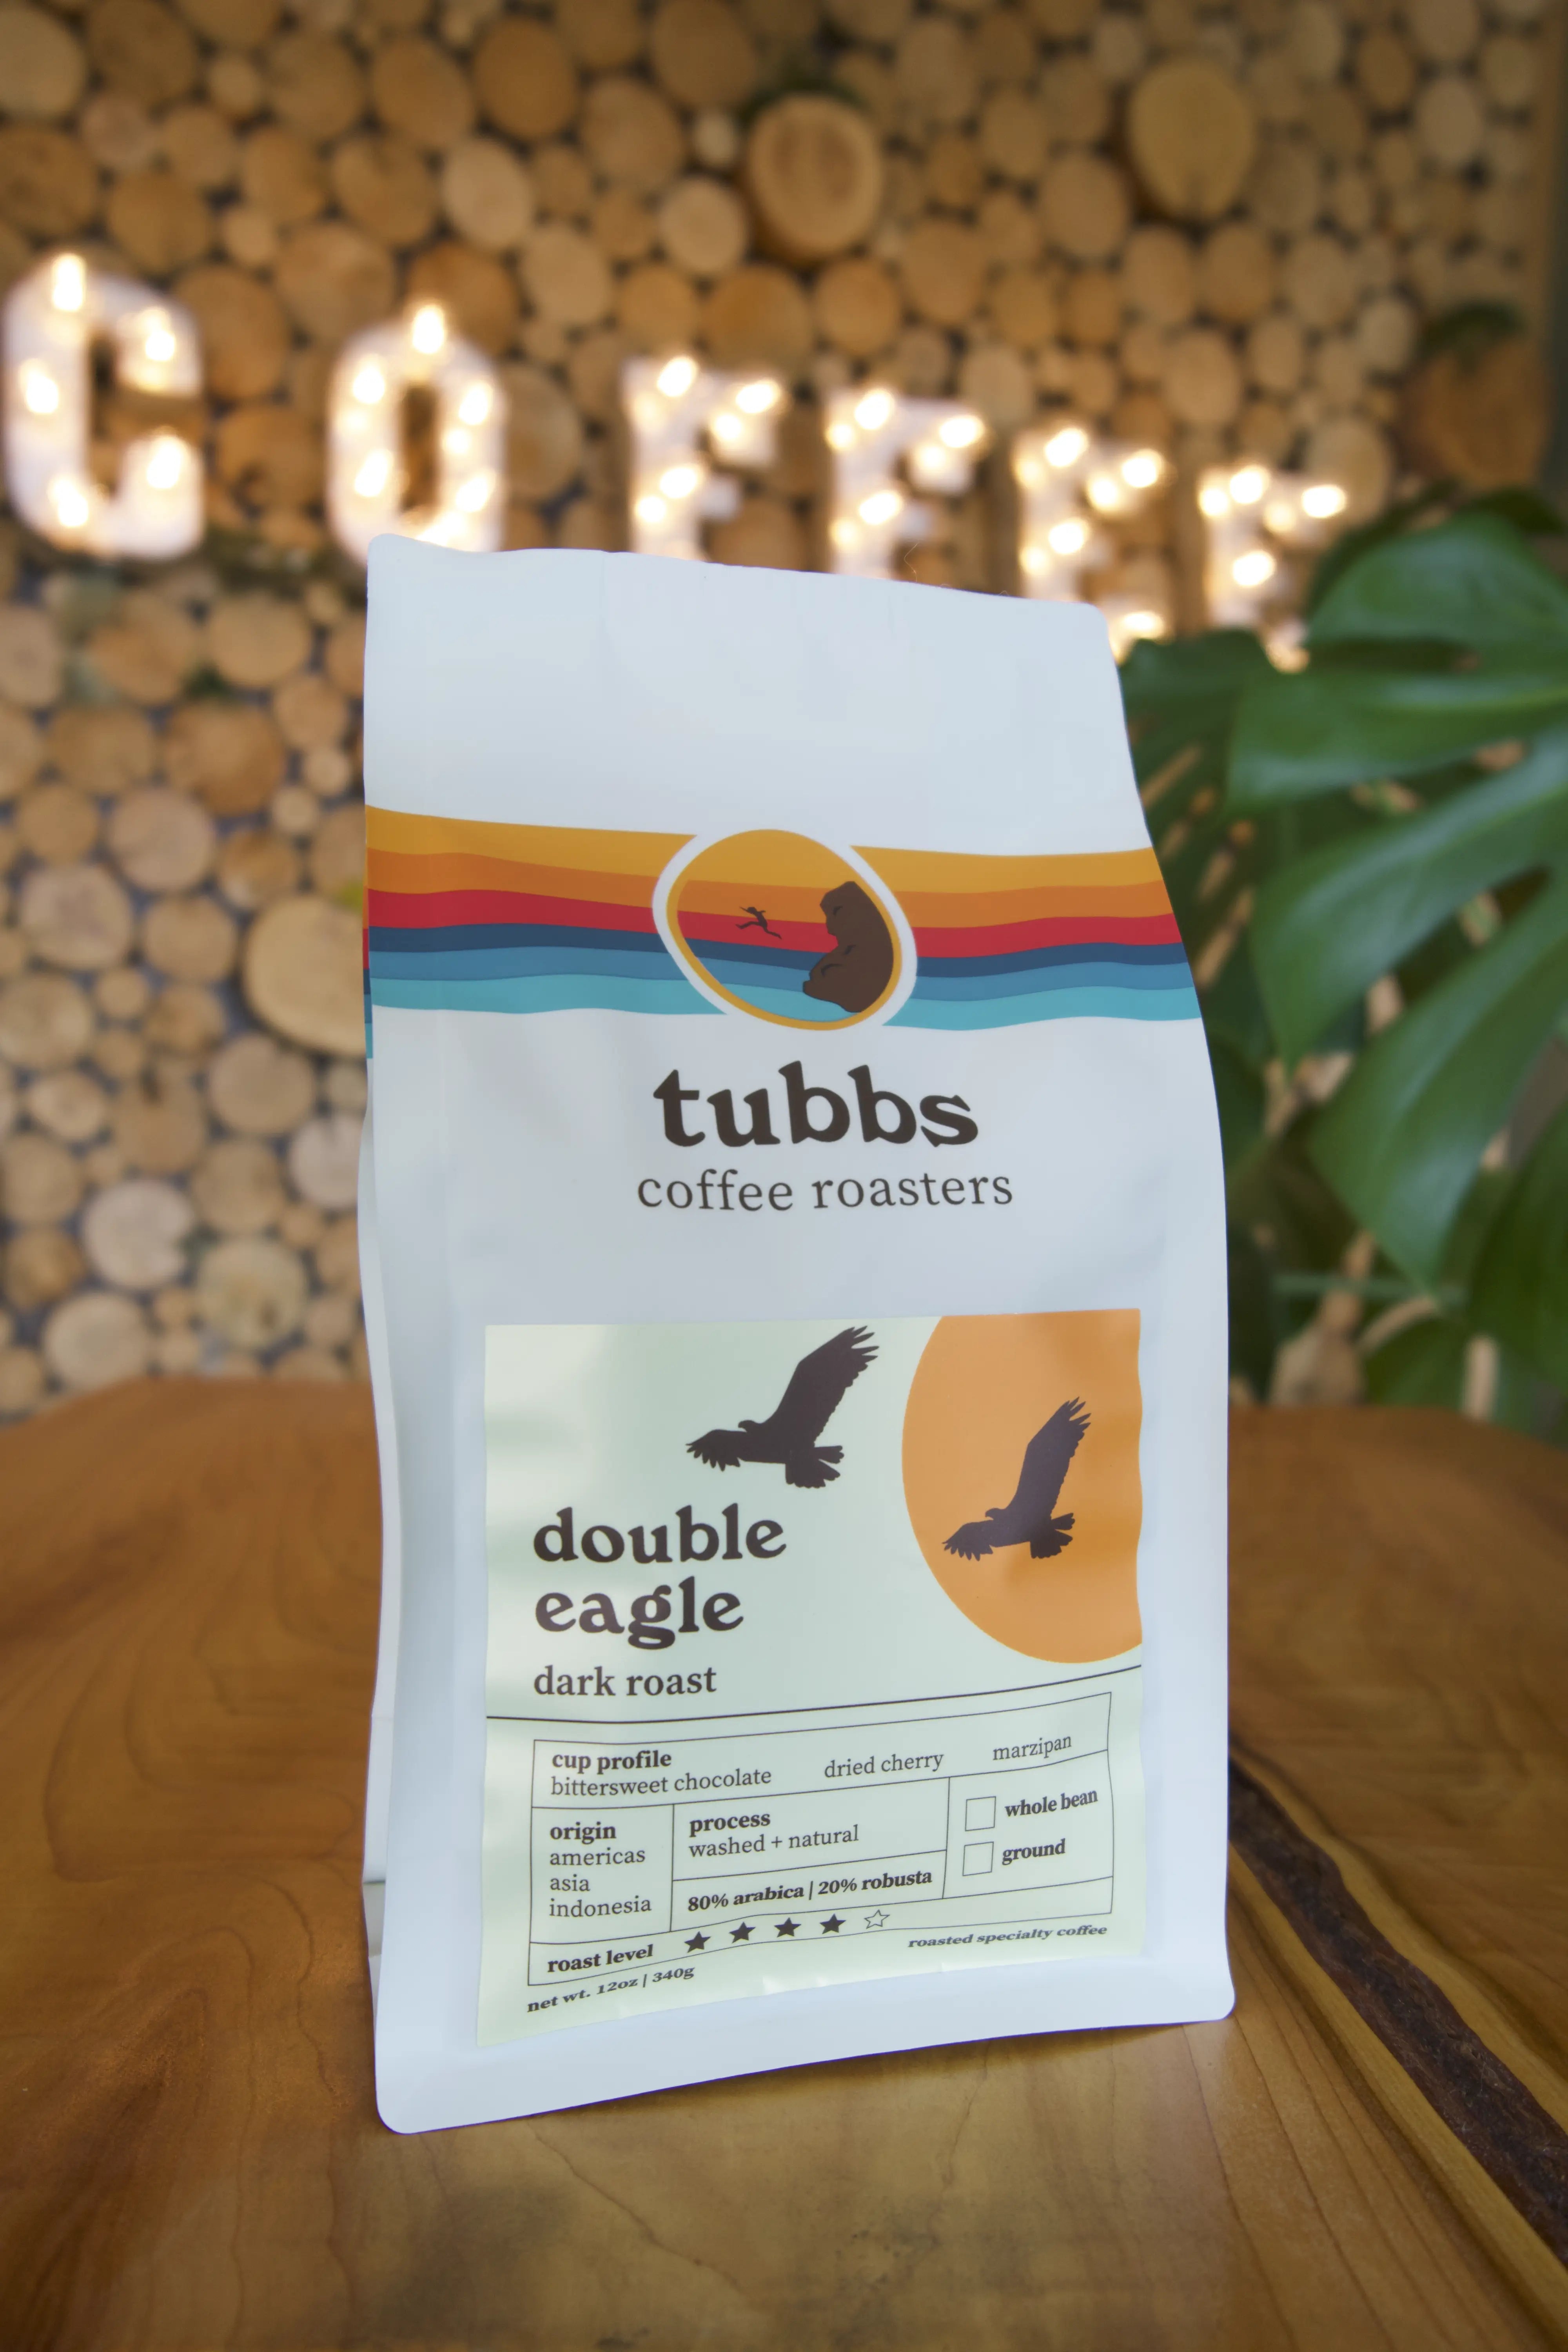 COFFEE
tubbs
coffee roasters
double
eagle
dark roast
cup profile
bittersweet chocolate dried cherry marzipan
origin
americas
asia
indonesia
process
washed + natural
80% arabica | 20% robusta
whole bean
ground
roast level ★ ★ ★ ★ ☆
net wt. 12oz | 340g
roasted specialty coffee